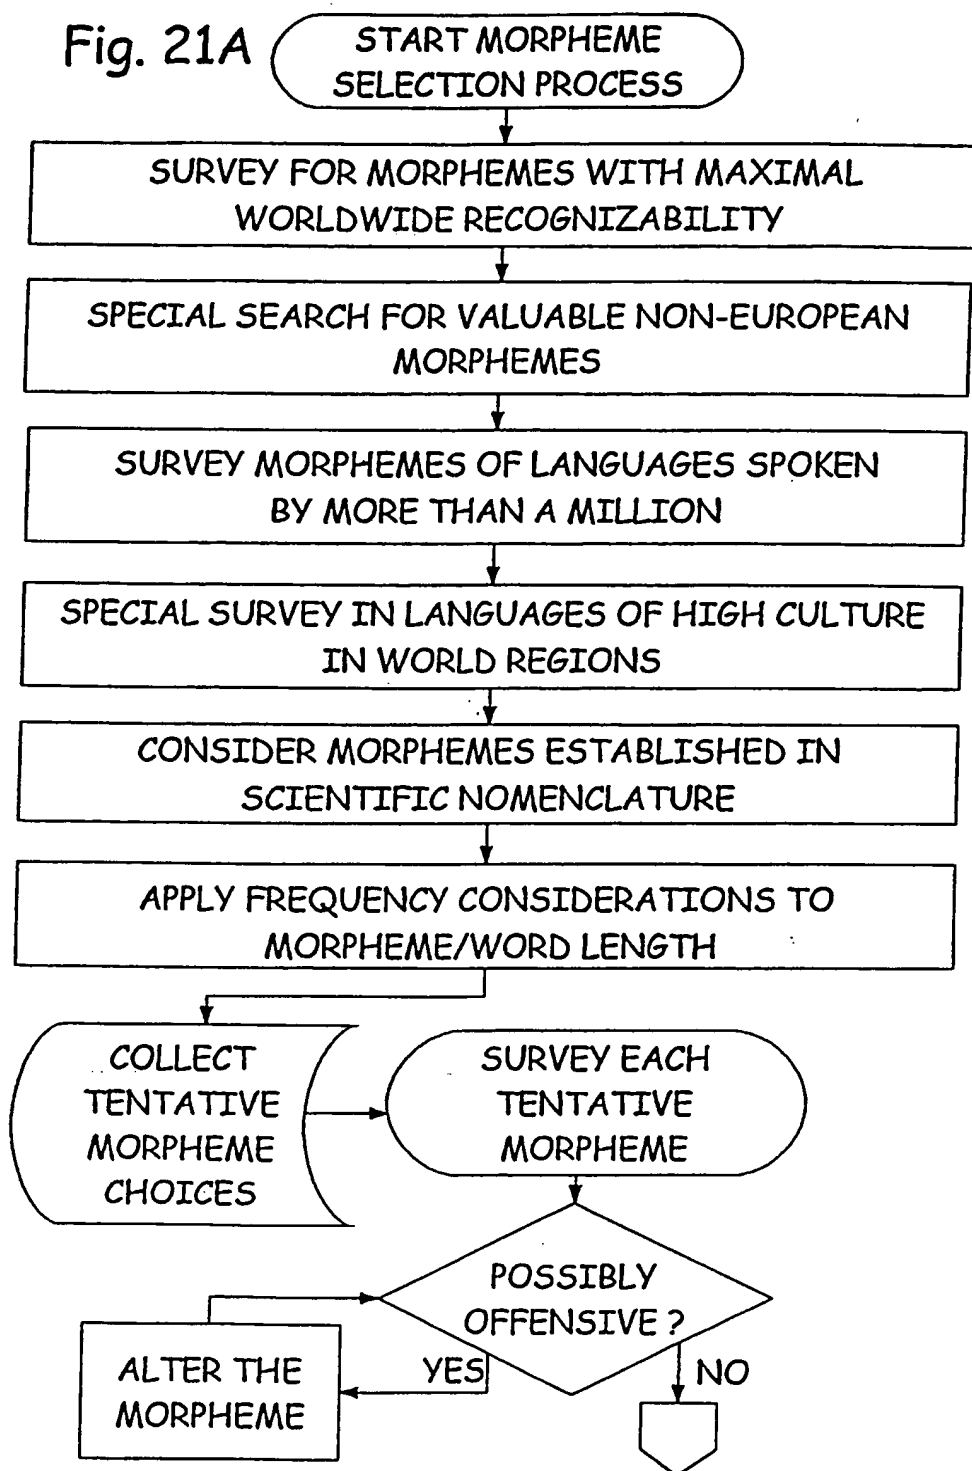 Fig. 21A
START MORPHEME
SELECTION PROCESS
SURVEY FOR MORPHEMES WITH MAXIMAL
WORLDWIDE RECOGNIZABILITY
SPECIAL SEARCH FOR VALUABLE NON-EUROPEAN
MORPHEMES
SURVEY MORPHEMES OF LANGUAGES SPOKEN
BY MORE THAN A MILLION
SPECIAL SURVEY IN LANGUAGES OF HIGH CULTURE
IN WORLD REGIONS
CONSIDER MORPHEMES ESTABLISHED IN
SCIENTIFIC NOMENCLATURE
APPLY FREQUENCY CONSIDERATIONS TO
MORPHEME/WORD LENGTH
COLLECT
TENTATIVE
MORPHEME
CHOICES
SURVEY EACH
TENTATIVE
MORPHEME
POSSIBLY
OFFENSIVE ?
YES
NO
ALTER THE
MORPHEME